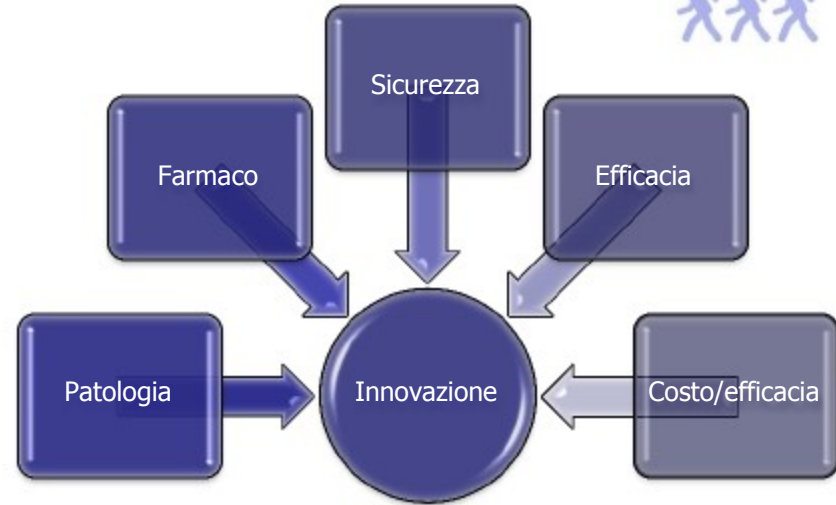 Sicurezza
Farmaco
Efficacia
Patologia
Innovazione
Costo/efficacia